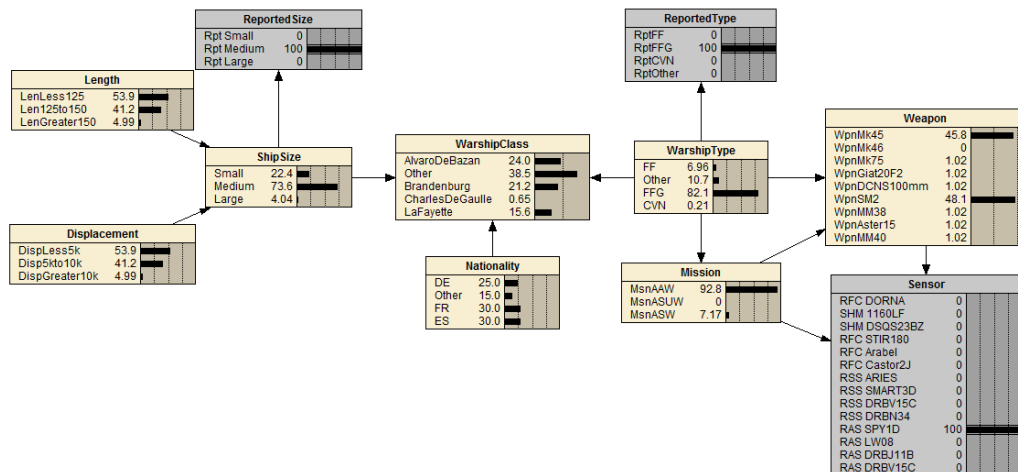 ReportedSize
Rpt Small 0
Rpt Medium 100
Rpt Large 0
ReportedType
RptFF 0
RptFFG 100
RptCVN 0
RptOther 0
Length
LenLess125 53.9
Len125to150 41.2
LenGreater150 4.99
Weapon
WpnMk45 45.8
WpnMk46 0
WpnMk75 1.02
WpnGiat20F2 1.02
WpnDCNS100mm 1.02
WpnSM2 48.1
WpnMM38 1.02
WpnAster15 1.02
WpnMM40 1.02
WarshipClass
AlvaroDeBazan 24.0
Other 38.5
Brandenburg 21.2
CharlesDeGaulle 0.65
LaFayette 15.6
WarshipType
FF 6.96
Other 10.7
FFG 82.1
CVN 0.21
ShipSize
Small 22.4
Medium 73.6
Large 4.04
Displacement
DispLess5k 53.9
Disp5kto10k 41.2
DispGreater10k 4.99
Nationality
DE 25.0
Other 15.0
FR 30.0
ES 30.0
Mission
MsnAAW 92.8
MsnASUW 0
MsnASW 7.17
Sensor
RFC DORNA 0
SHM 1160LF 0
SHM DSQS23BZ 0
RFC STIR180 0
RFC Arabel 0
RFC Castor2J 0
RSS ARIES 0
RSS SMART3D 0
RSS DRBV15C 0
RSS DRBN34 0
RAS SPY1D 100
RAS LW08 0
RAS DRBJ11B 0
RAS DRBV15C 0